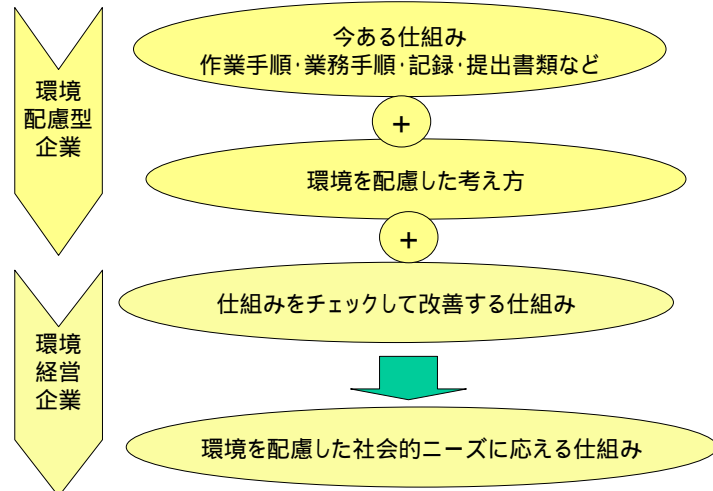 今ある仕組み
作業手順・業務手順・記録・提出書類など
環境
配慮型
企業
+
環境を配慮した考え方
+
仕組みをチェックして改善する仕組み
環境
経営
企業
環境を配慮した社会的ニーズに応える仕組み